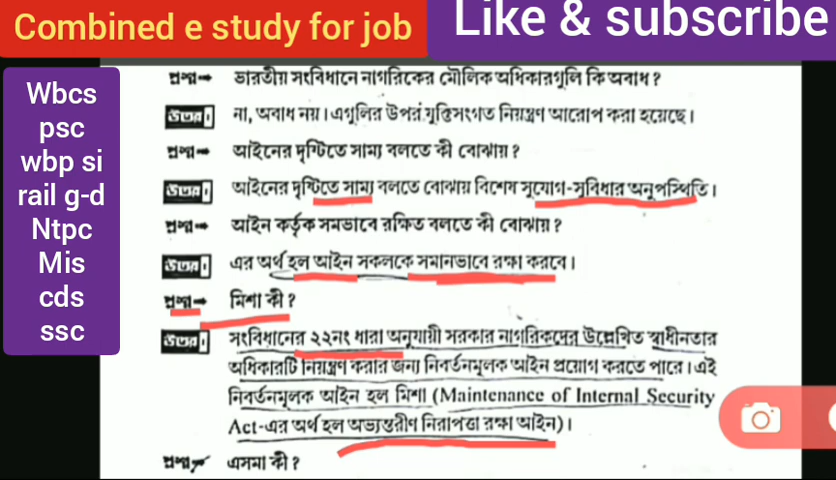 Combined e study for job
Like & subscribe
Wbcs
psc
wbp si
rail g-d
Ntpc
Mis
cds
ssc
প্রশ্ন➡ ভারতীয় সংবিধানে নাগরিকের মৌলিক অধিকারগুলি কি অবাধ?
উত্তর। না, অবাধ নয়। এগুলির উপর যুক্তিসংগত নিয়ন্ত্রণ আরোপ করা হয়েছে।
প্রশ্ন➡ আইনের দৃষ্টিতে সাম্য বলতে কী বোঝায়?
উত্তর। আইনের দৃষ্টিতে সাম্য বলতে বোঝায় বিশেষ সুযোগ-সুবিধার অনুপস্থিতি।
প্রশ্ন➡ আইন কর্তৃক সমভাবে রক্ষিত বলতে কী বোঝায়?
উত্তর। এর অর্থ হল আইন সকলকে সমানভাবে রক্ষা করবে।
প্রশ্ন➡ মিশা কী?
উত্তর। সংবিধানের ২২নং ধারা অনুযায়ী সরকার নাগরিকদের উল্লেখিত স্বাধীনতার
অধিকারটি নিয়ন্ত্রণ করার জন্য নিবর্তনমূলক আইন প্রয়োগ করতে পারে। এই
নিবর্তনমূলক আইন হল মিশা (Maintenance of Internal Security
Act-এর অর্থ হল অভ্যন্তরীণ নিরাপত্তা রক্ষা আইন)।
প্রশ্ন➡ এসমা কী?